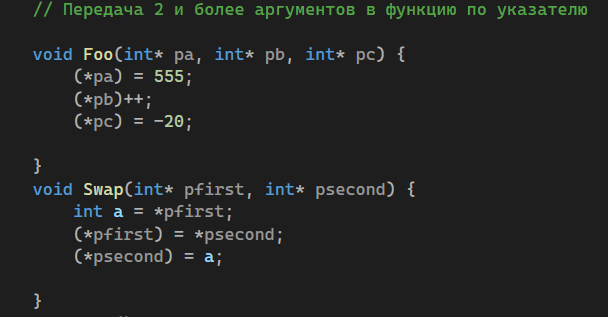 // Передача 2 и более аргументов в функцию по указателю
void Foo(int* pa, int* pb, int* pc) {
(*pa) = 555;
(*pb)++;
(*pc) = -20;
}
void Swap(int* pfirst, int* psecond) {
int a = *pfirst;
(*pfirst) = *psecond;
(*psecond) = a;
}